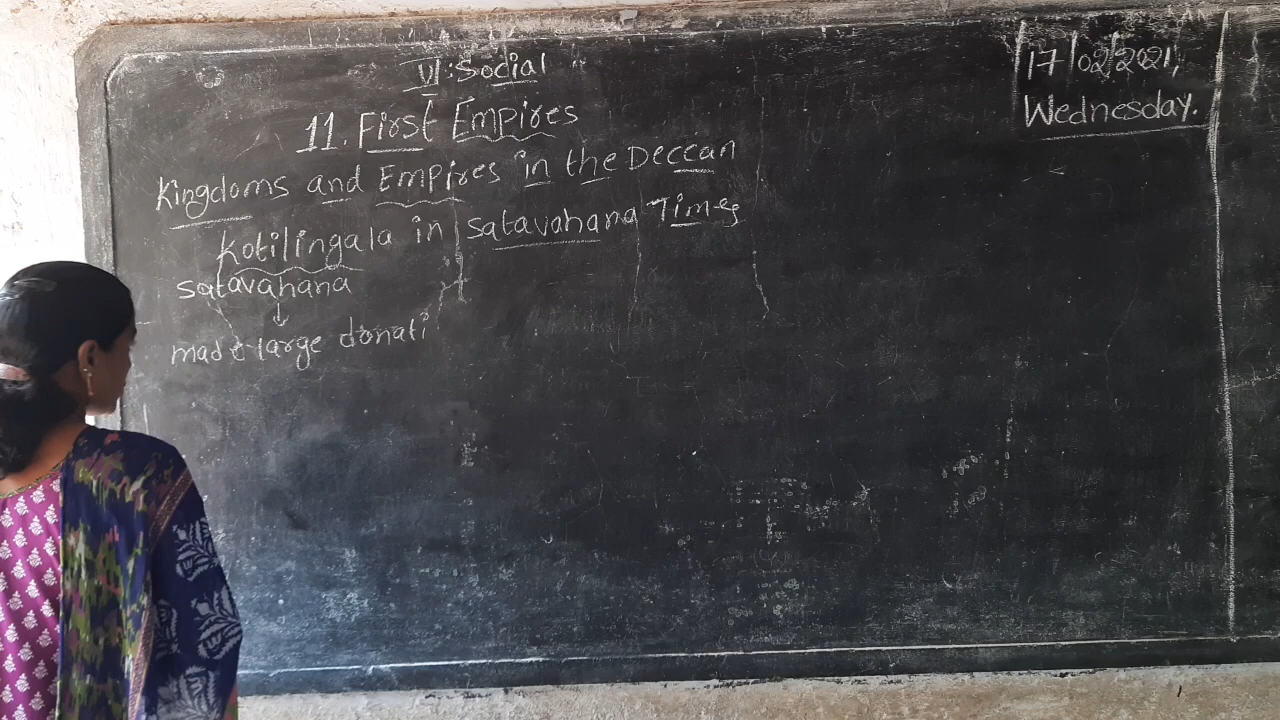 VI : Social
17/02/2021,
Wednesday.
11. First Empires
Kingdoms and Empires in the Deccan
Kotilingala in Satavahana Times
Satavahana
↓
made large donati